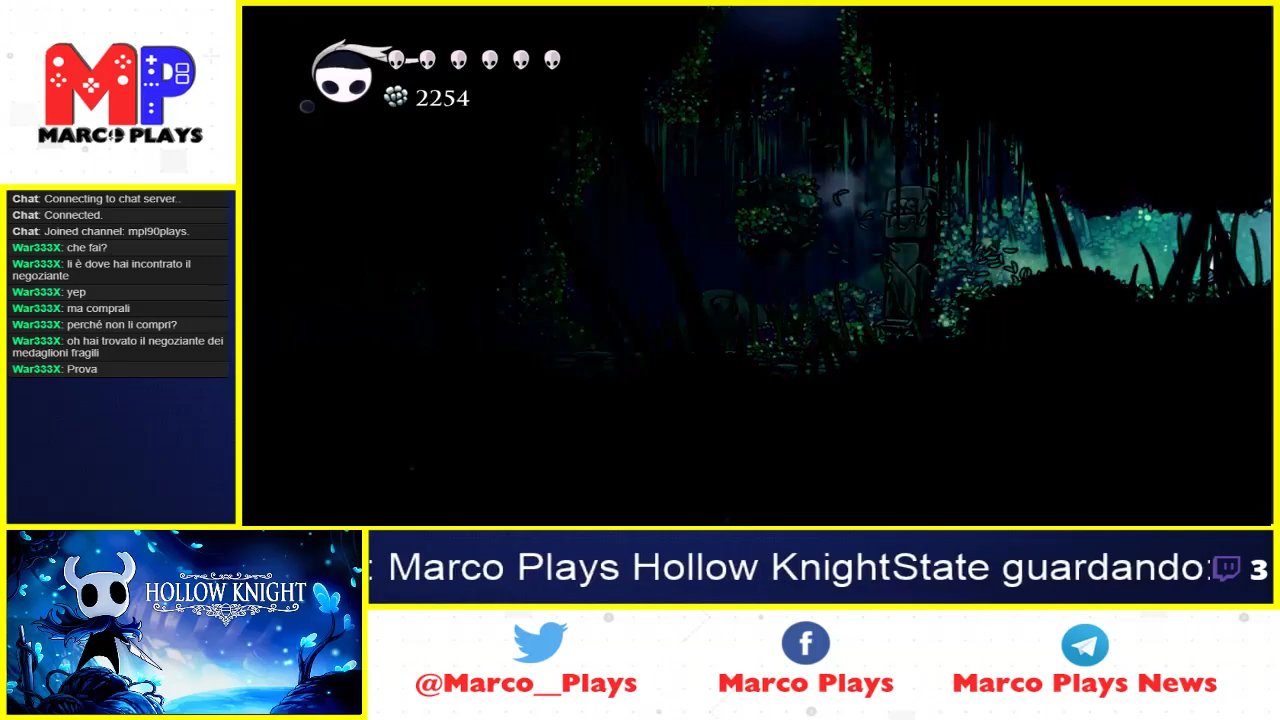 MP
MARCO PLAYS
2254
Chat: Connecting to chat server..
Chat: Connected.
Chat: Joined channel: mpl90plays.
War333X: che fai?
War333X: li è dove hai incontrato il
negoziante
War333X: yep
War333X: ma comprali
War333X: perché non li compri?
War333X: oh hai trovato il negoziante dei
medaglioni fragili
War333X: Prova
HOLLOW KNIGHT
: Marco Plays Hollow KnightState guardando:
3
@Marco__Plays
Marco Plays
Marco Plays News